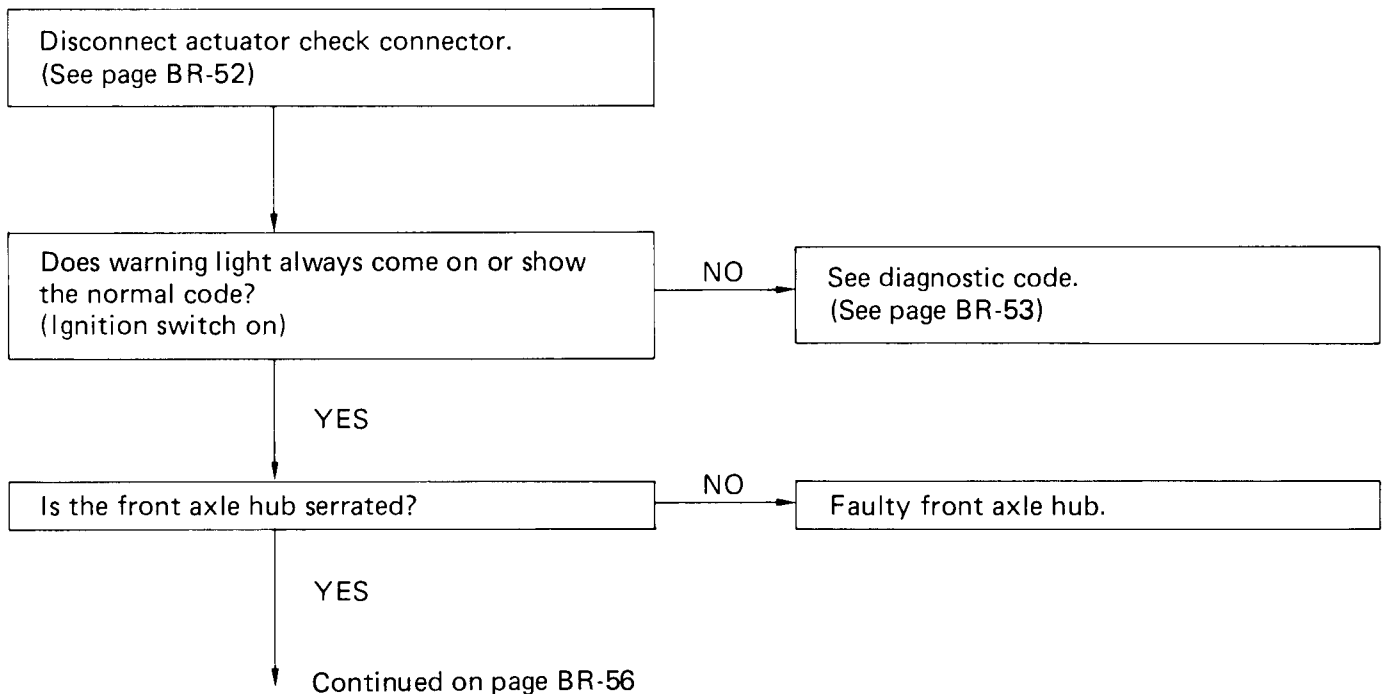 Disconnect actuator check connector.
(See page BR-52)
Does warning light always come on or show
the normal code?
(Ignition switch on)
NO
See diagnostic code.
(See page BR-53)
YES
Is the front axle hub serrated?
NO
Faulty front axle hub.
YES
Continued on page BR-56